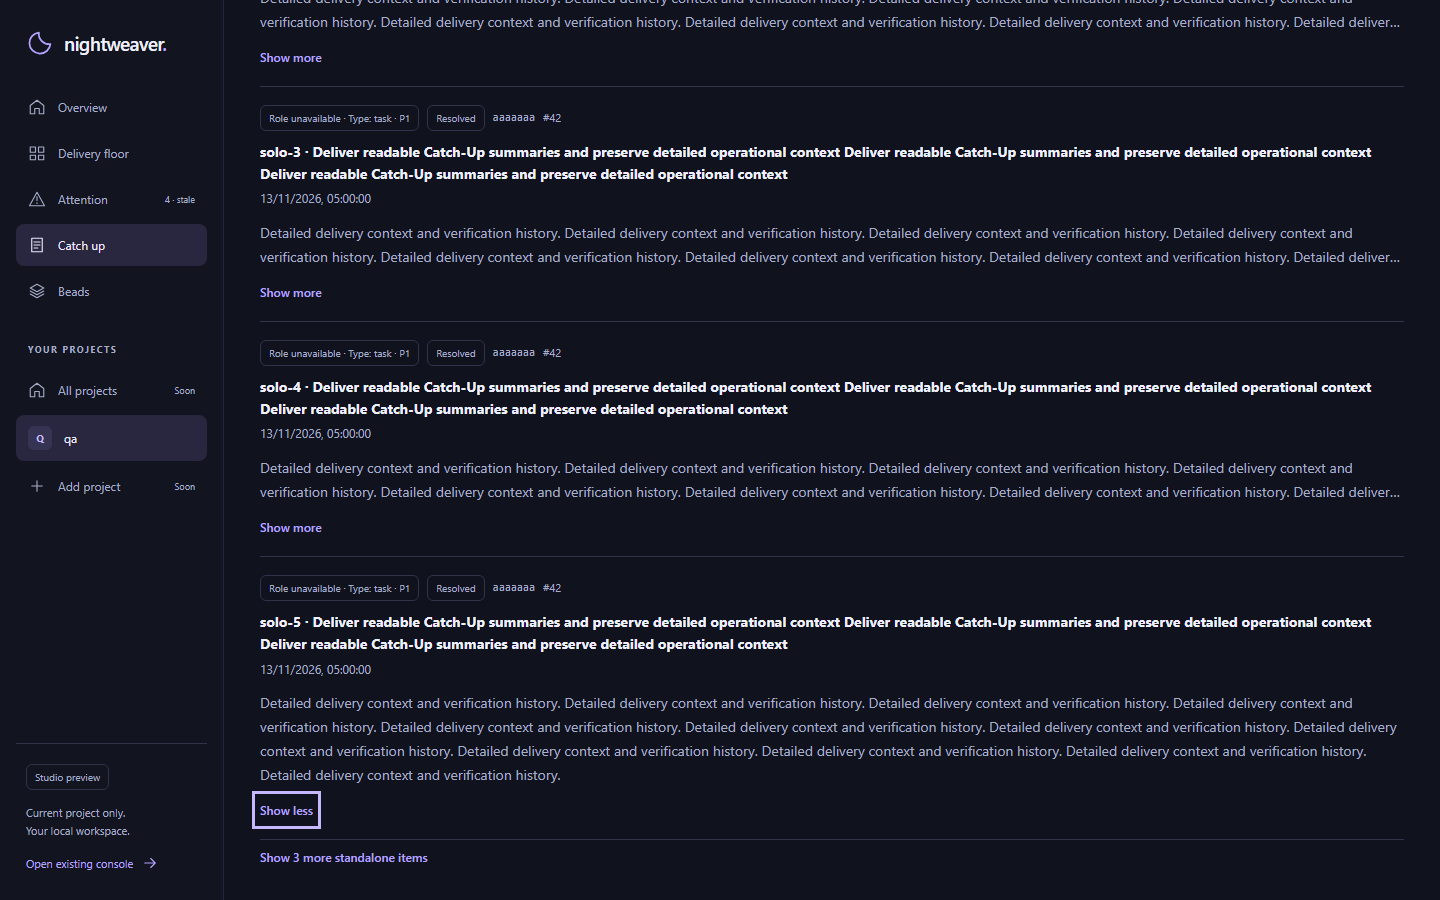 nightweaver.
Overview
Delivery floor
Attention 4 · stale
Catch up
Beads
YOUR PROJECTS
All projects Soon
Q qa
Add project Soon
Studio preview
Current project only.
Your local workspace.
Open existing console →
verification history. Detailed delivery context and verification history. Detailed delivery context and verification history. Detailed deliver...
Show more
Role unavailable · Type: task · P1 Resolved aaaaaaa #42
solo-3 · Deliver readable Catch-Up summaries and preserve detailed operational context Deliver readable Catch-Up summaries and preserve detailed operational context
Deliver readable Catch-Up summaries and preserve detailed operational context
13/11/2026, 05:00:00
Detailed delivery context and verification history. Detailed delivery context and verification history. Detailed delivery context and verification history. Detailed delivery context and
verification history. Detailed delivery context and verification history. Detailed delivery context and verification history. Detailed delivery context and verification history. Detailed deliver...
Show more
Role unavailable · Type: task · P1 Resolved aaaaaaa #42
solo-4 · Deliver readable Catch-Up summaries and preserve detailed operational context Deliver readable Catch-Up summaries and preserve detailed operational context
Deliver readable Catch-Up summaries and preserve detailed operational context
13/11/2026, 05:00:00
Detailed delivery context and verification history. Detailed delivery context and verification history. Detailed delivery context and verification history. Detailed delivery context and
verification history. Detailed delivery context and verification history. Detailed delivery context and verification history. Detailed delivery context and verification history. Detailed deliver...
Show more
Role unavailable · Type: task · P1 Resolved aaaaaaa #42
solo-5 · Deliver readable Catch-Up summaries and preserve detailed operational context Deliver readable Catch-Up summaries and preserve detailed operational context
Deliver readable Catch-Up summaries and preserve detailed operational context
13/11/2026, 05:00:00
Detailed delivery context and verification history. Detailed delivery context and verification history. Detailed delivery context and verification history. Detailed delivery context and
verification history. Detailed delivery context and verification history. Detailed delivery context and verification history. Detailed delivery context and verification history. Detailed delivery
context and verification history. Detailed delivery context and verification history. Detailed delivery context and verification history. Detailed delivery context and verification history.
Detailed delivery context and verification history.
Show less
Show 3 more standalone items